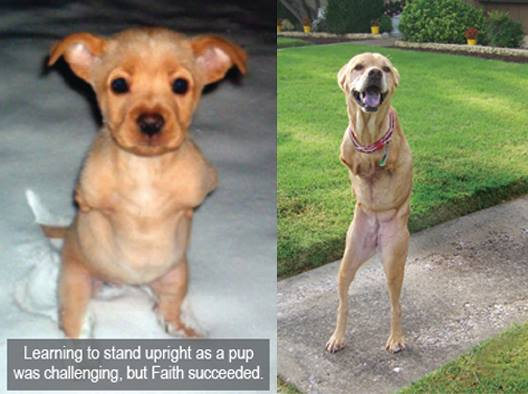 Learning to stand upright as a pup
was challenging, but Faith succeeded.